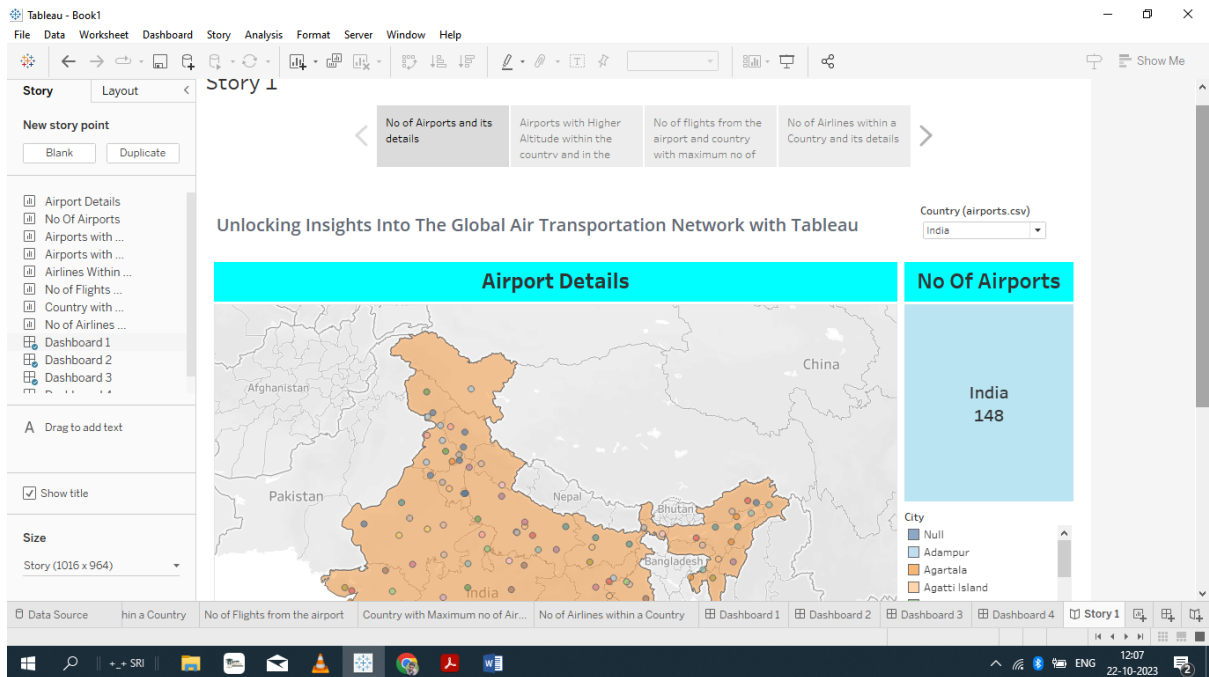 Tableau - Book1
File Data Worksheet Dashboard Story Analysis Format Server Window Help
Show Me
Story Layout
New story point
Blank Duplicate
Airport Details
No Of Airports
Airports with ...
Airports with ...
Airlines Within ...
No of Flights ...
Country with ...
No of Airlines ...
Dashboard 1
Dashboard 2
Dashboard 3
A Drag to add text
Show title
Size
Story (1016 x 964)
Story 1
No of Airports and its
details
Airports with Higher
Altitude within the
country and in the
No of flights from the
airport and country
with maximum no of
No of Airlines within a
Country and its details
Unlocking Insights Into The Global Air Transportation Network with Tableau
Country (airports.csv)
India
Airport Details
No Of Airports
Afghanistan
China
Pakistan
Nepal
Bhutan
Bangladesh
India
India
148
City
Null
Adampur
Agartala
Agatti Island
Data Source hin a Country No of Flights from the airport Country with Maximum no of Air... No of Airlines within a Country Dashboard 1 Dashboard 2 Dashboard 3 Dashboard 4 Story 1
+_+ SRI
ENG
12:07
22-10-2023
2